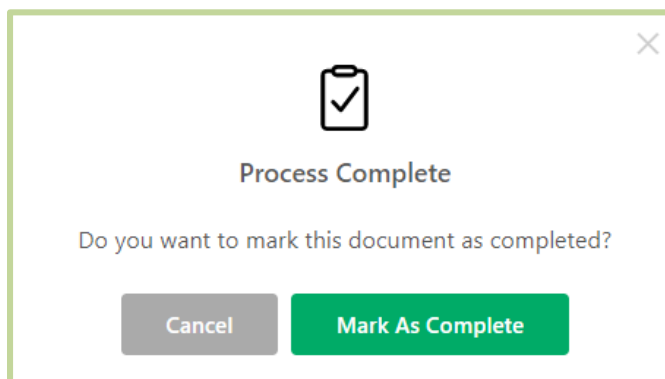 Process Complete
Do you want to mark this document as completed?
Cancel
Mark As Complete